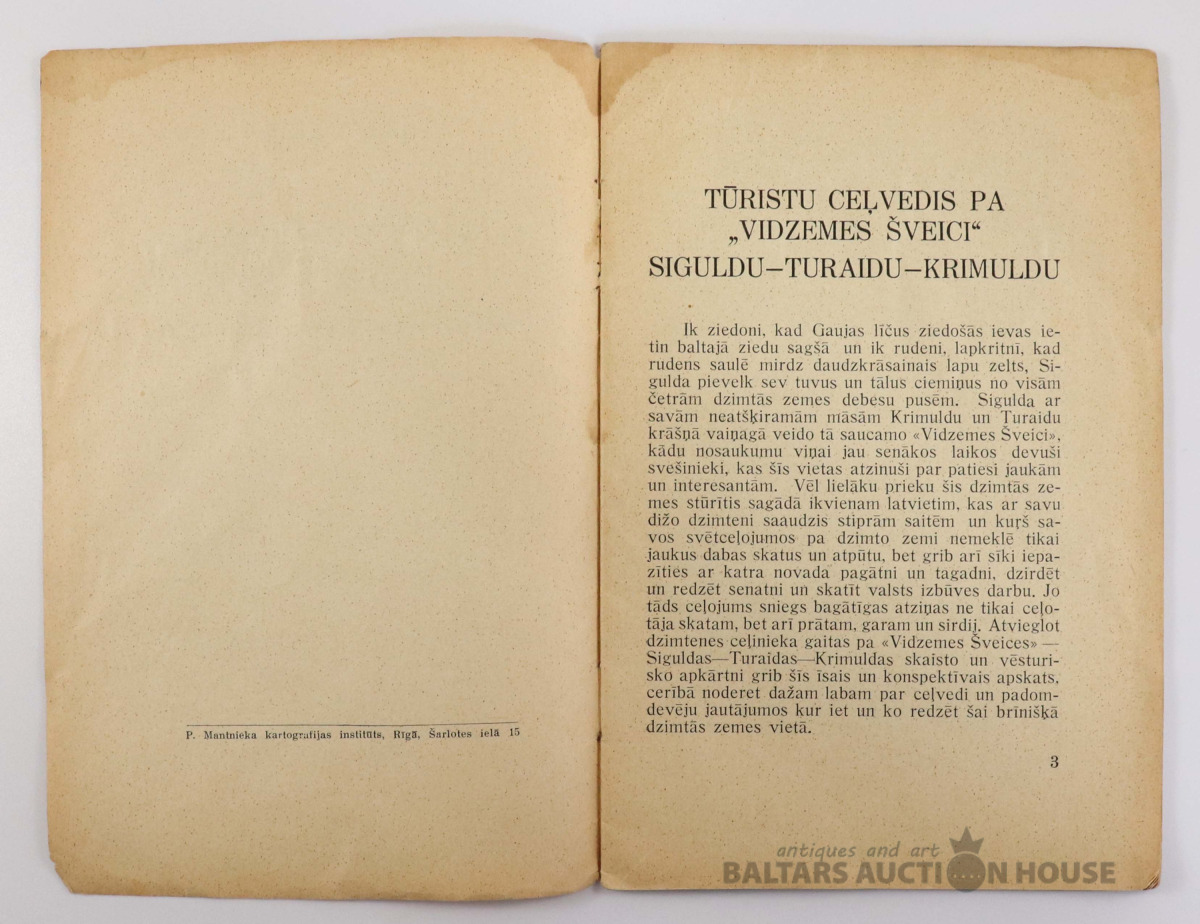 P. Mantnieka kartografijas institūts, Rīgā, Šarlotes ielā 15
TŪRISTU CEĻVEDIS PA
„VIDZEMES ŠVEICI“
SIGULDU—TURAIDU—KRIMULDU
Ik ziedoni, kad Gaujas līčus ziedošās ievas ie-
tin baltajā ziedu sagšā un ik rudeni, lapkritnī, kad
rudens saulē mirdz daudzkrāsainais lapu zelts, Si-
gulda pievelk sev tuvus un tālus ciemiņus no visām
četrām dzimtās zemes debesu pusēm. Sigulda ar
savām neatšķiramām māsām Krimuldu un Turaidu
krāšņā vaiņagā veido tā saucamo «Vidzemes Šveici»,
kādu nosaukumu viņai jau senākos laikos devuši
svešinieki, kas šīs vietas atzinuši par patiesi jaukām
un interesantām. Vēl lielāku prieku šis dzimtās ze-
mes stūrītis sagādā ikvienam latvietim, kas ar savu
dižo dzimteni saaudzis stiprām saitēm un kuŗš sa-
vos svētceļojumos pa dzimto zemi nemeklē tikai
jaukus dabas skatus un atpūtu, bet grib arī sīki iepa-
zīties ar katra novada pagātni un tagadni, dzirdēt
un redzēt senatni un skatīt valsts izbūves darbu. Jo
tāds ceļojums sniegs bagātīgas atziņas ne tikai ceļo-
tāja skatam, bet arī prātam, garam un sirdij. Atvieglot
dzimtenes ceļinieka gaitas pa «Vidzemes Šveices» —
Siguldas—Turaidas—Krimuldas skaisto un vēsturi-
sko apkārtni grib šīs īsais un konspektīvais apskats,
cerībā noderet dažam labam par ceļvedi un padom-
devēju jautājumos kur iet un ko redzēt šai brīnišķā
dzimtās zemes vietā.
3
antiques and art
BALTARS AUCTION HOUSE